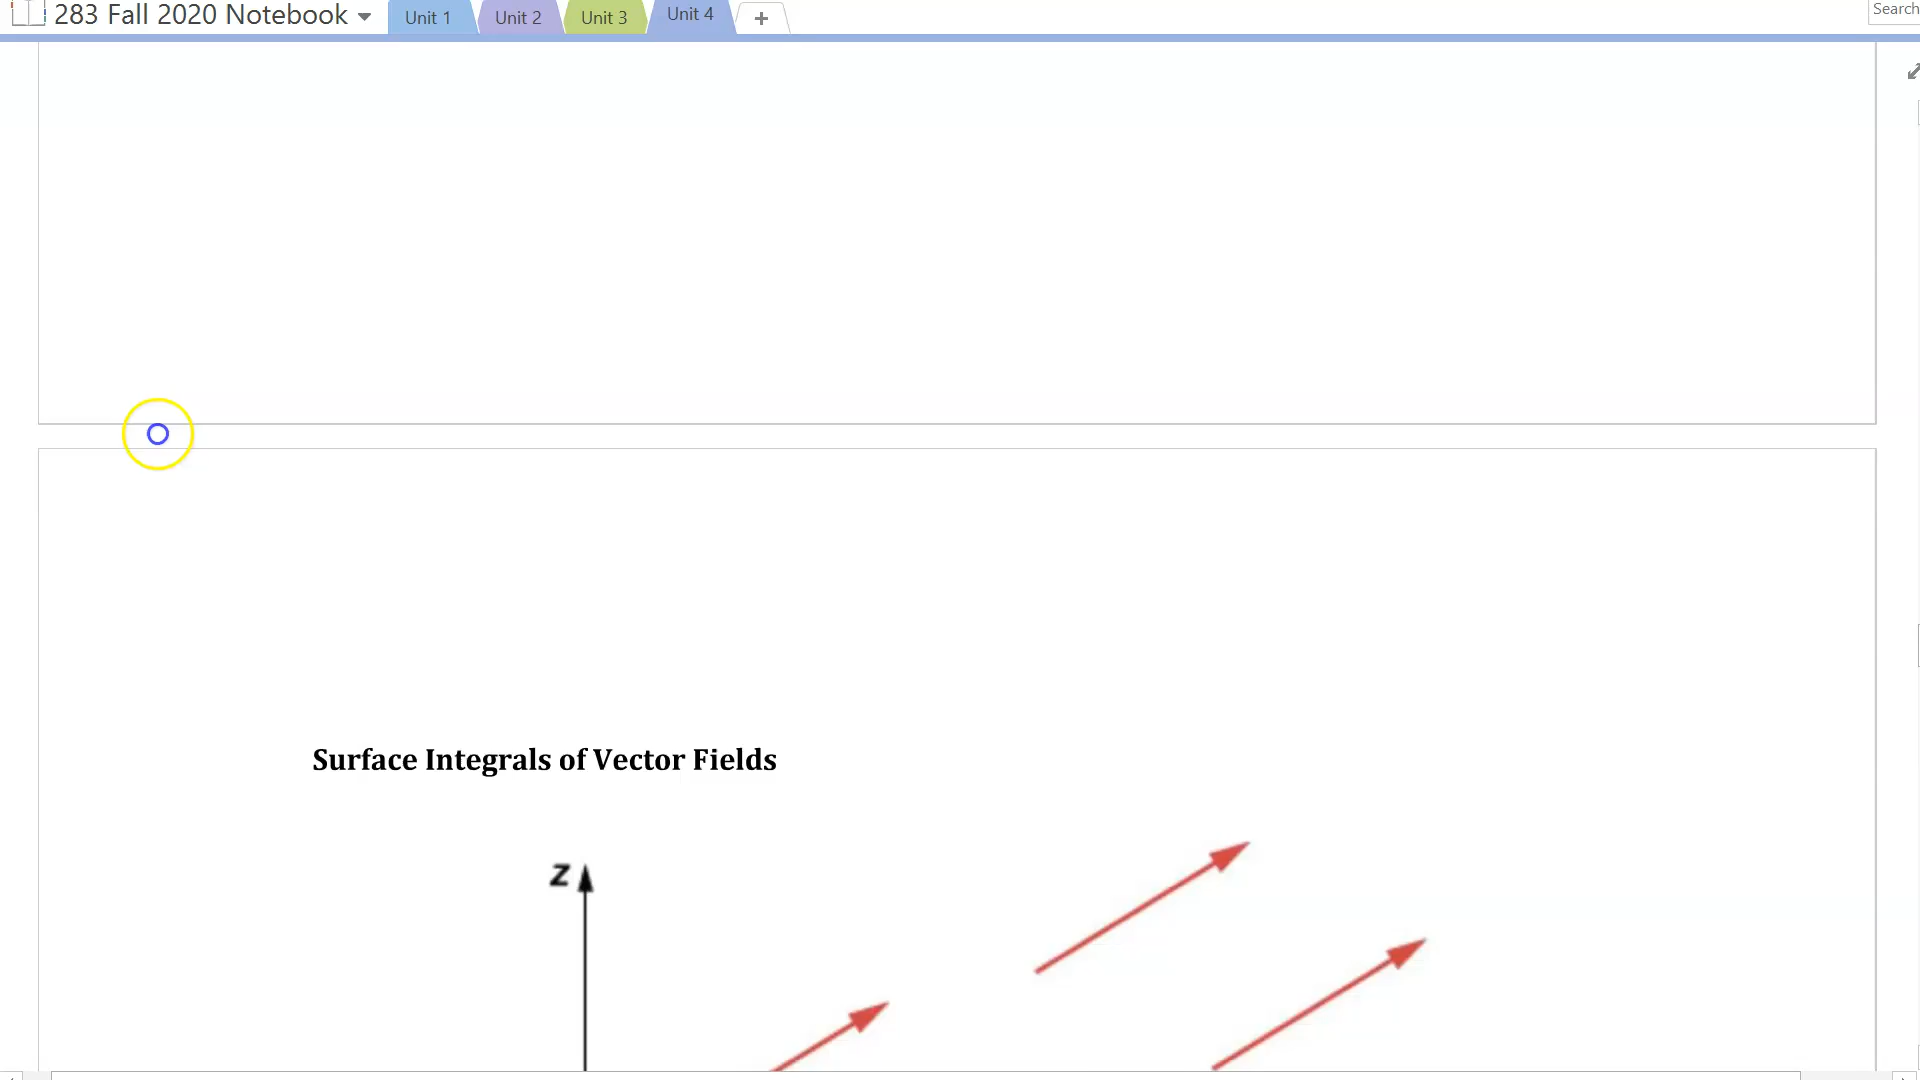 283 Fall 2020 Notebook
Unit 1
Unit 2
Unit 3
Unit 4
+
Search
Surface Integrals of Vector Fields
z